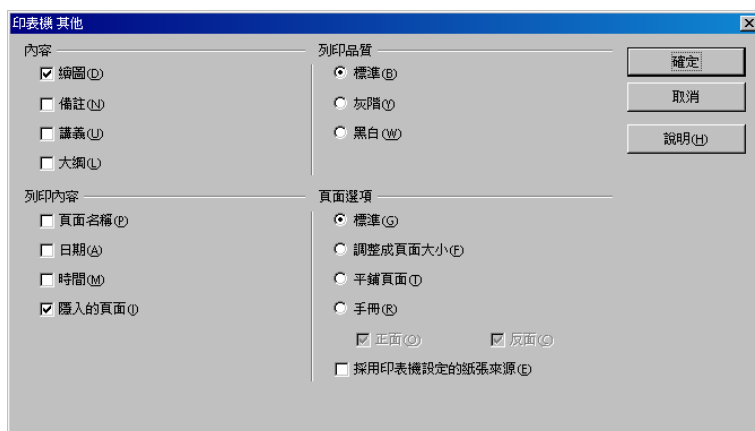 印表機 其他
內容
繪圖(D)
備註(N)
講義(U)
大綱(L)
列印品質
標準(B)
灰階(Y)
黑白(W)
列印內容
頁面名稱(P)
日期(A)
時間(M)
隱入的頁面(I)
頁面選項
標準(G)
調整成頁面大小(F)
平鋪頁面(T)
手冊(R)
正面(O)
反面(C)
採用印表機設定的紙張來源(E)
確定
取消
說明(H)